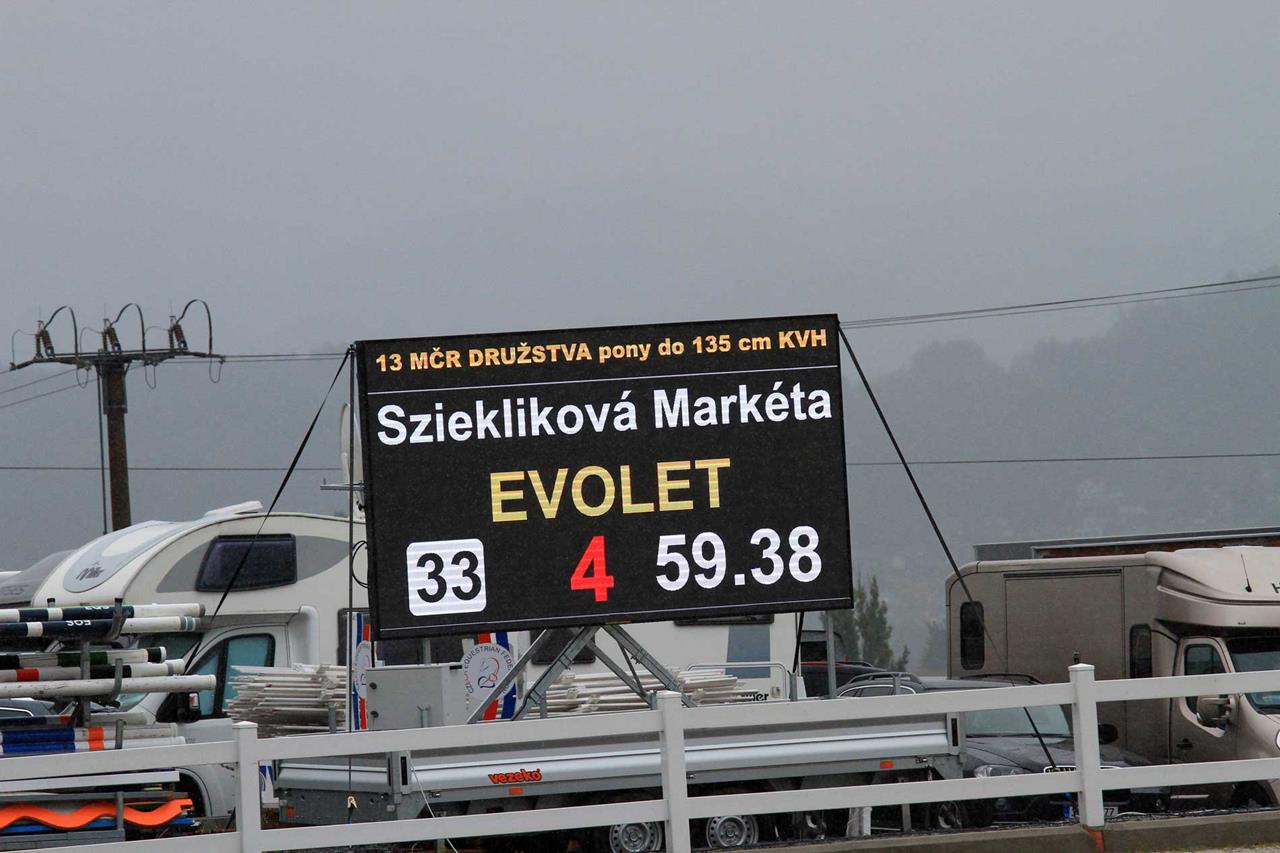 13 MČR DRUŽSTVA pony do 135 cm KVH
Sziekliková Markéta
EVOLET
33 4 59.38
vezeko